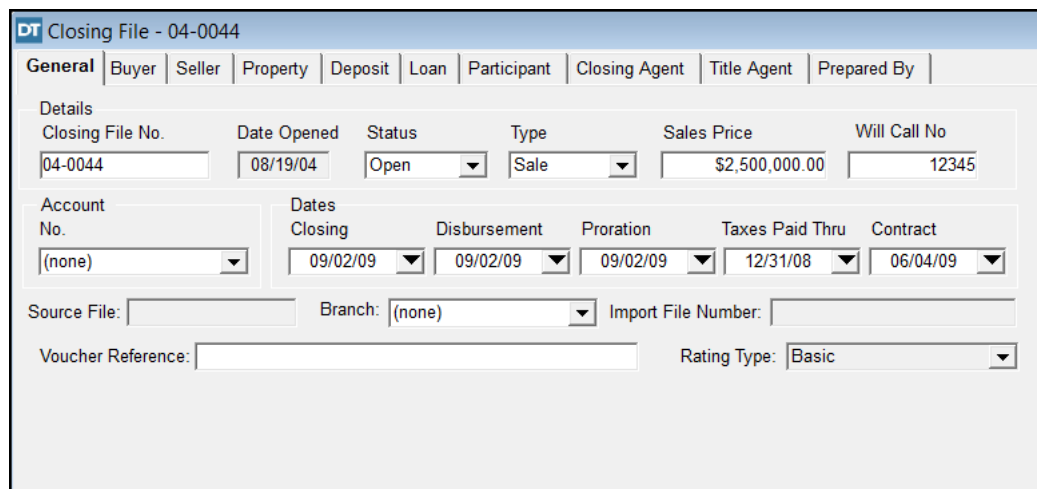 DT Closing File - 04-0044
General Buyer Seller Property Deposit Loan Participant Closing Agent Title Agent Prepared By
Details
Closing File No. Date Opened Status Type Sales Price Will Call No
04-0044 08/19/04 Open Sale $2,500,000.00 12345
Account Dates
No. Closing Disbursement Proration Taxes Paid Thru Contract
(none) 09/02/09 09/02/09 09/02/09 12/31/08 06/04/09
Source File: Branch: (none) Import File Number:
Voucher Reference: Rating Type: Basic